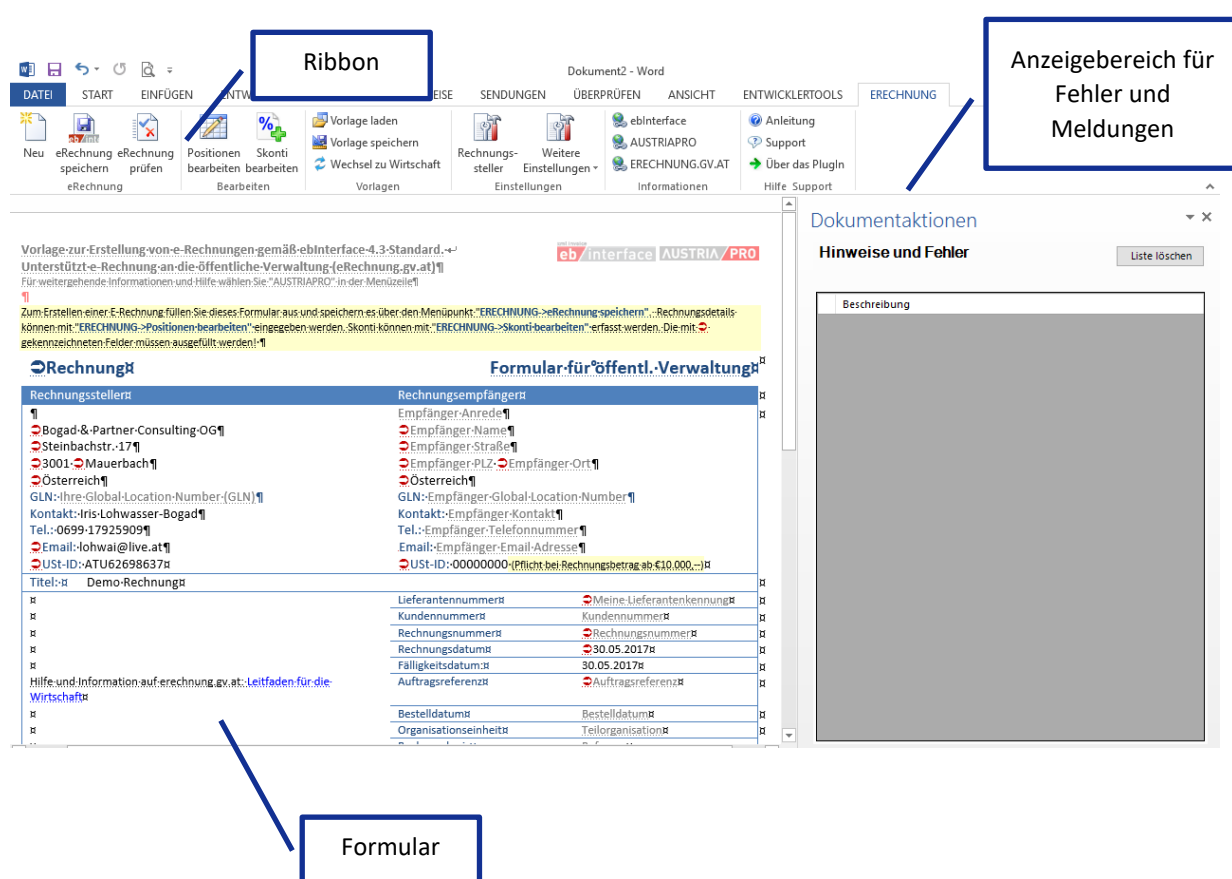 Ribbon
Anzeigebereich für
Fehler und
Meldungen
Dokument2 - Word
DATEI START EINFÜGEN SENDUNGEN ÜBERPRÜFEN ANSICHT ENTWICKLERTOOLS ERECHNUNG
Neu
eRechnung speichern
eRechnung prüfen
eRechnung
Positionen bearbeiten
Skonti bearbeiten
Bearbeiten
Vorlage laden
Vorlage speichern
Wechsel zu Wirtschaft
Vorlagen
Rechnungs-
steller
Weitere
Einstellungen
Einstellungen
ebInterface
AUSTRIAPRO
ERECHNUNG.GV.AT
Informationen
Anleitung
Support
Über das PlugIn
Hilfe Support
Dokumentaktionen
Hinweise und Fehler
Liste löschen
Beschreibung
Vorlage·zur·Erstellung·von·e-Rechnungen·gemäß·ebInterface·4.3·Standard.·
Unterstützt·e-Rechnung·an·die·öffentliche·Verwaltung·(eRechnung.gv.at)¶
Für·weitergehende·Informationen·und·Hilfe·wählen·Sie·"AUSTRIAPRO"·in·der·Menüzeile¶
¶
eb/interface AUSTRIA/PRO
Zum·Erstellen·einer·E-Rechnung·füllen·Sie·dieses·Formular·aus·und·speichern·es·über·den·Menüpunkt·"ERECHNUNG->eRechnung·speichern".··Rechnungsdetails·
können·mit·"ERECHNUNG->Positionen·bearbeiten"·eingegeben·werden.·Skonti·können·mit·"ERECHNUNG->Skonti·bearbeiten"·erfasst·werden.·Die·mit·
gekennzeichneten·Felder·müssen·ausgefüllt·werden!·¶
Rechnung¤ Formular·für°öffentl.·Verwaltung¤
Rechnungssteller¤ Rechnungsempfänger¤
¶
Bogad·&·Partner·Consulting·OG¶
Steinbachstr.·17¶
3001·Mauerbach¶
Österreich¶
GLN:·Ihre·Global·Location·Number·(GLN)¶
Kontakt:·Iris·Lohwasser-Bogad¶
Tel.:·0699·17925909¶
Email:·lohwai@live.at¶
USt-ID:·ATU62698637¤
Empfänger·Anrede¶
Empfänger·Name¶
Empfänger·Straße¶
Empfänger·PLZ·Empfänger·Ort¶
Österreich¶
GLN:·Empfänger·Global·Location·Number¶
Kontakt:·Empfänger·Kontakt¶
Tel.:·Empfänger·Telefonnummer¶
Email:·Empfänger·Email·Adresse¶
USt-ID:·00000000·(Pflicht·bei·Rechnungsbetrag·ab·€10.000,--)¤
Titel:·¤ Demo·Rechnung¤
Lieferantennummer¤ Meine·Lieferantenkennung¤
Kundennummer¤ Kundennummer¤
Rechnungsnummer¤ Rechnungsnummer¤
Rechnungsdatum¤ 30.05.2017¤
Fälligkeitsdatum:¤ 30.05.2017¤
Hilfe·und·Information·auf·erechnung.gv.at:·Leitfaden·für·die·
Wirtschaft¤
Auftragsreferenz¤ Auftragsreferenz¤
Bestelldatum¤ Bestelldatum¤
Organisationseinheit¤ Teilorganisation¤
Formular